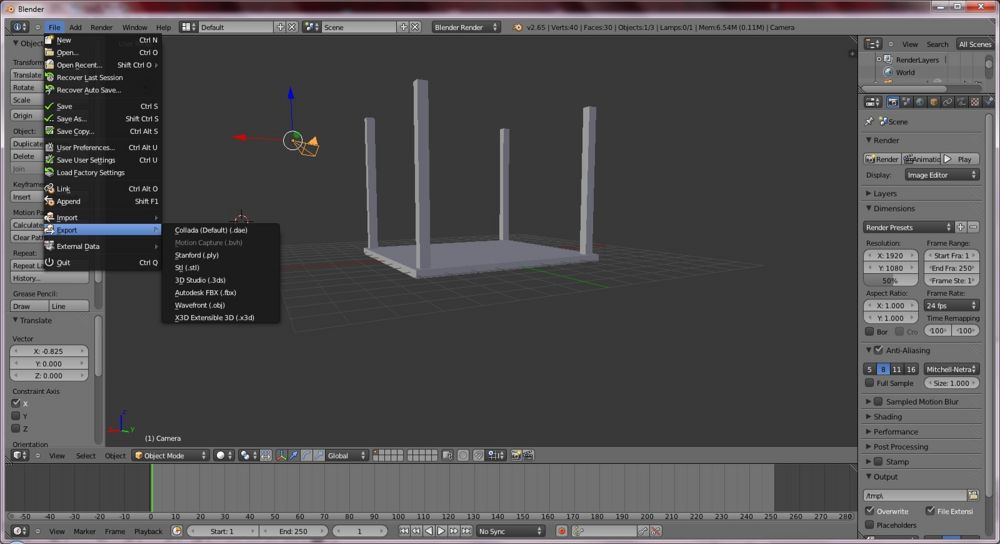 Blender
File Add Render Window Help
Default
Scene
Blender Render
v2.65 | Verts:40 | Faces:30 | Objects:1/3 | Lamps:0/1 | Mem:6.54M (0.11M) | Camera
New Ctrl N
Open... Ctrl O
Open Recent... Shift Ctrl O
Recover Last Session
Recover Auto Save...
Save Ctrl S
Save As... Shift Ctrl S
Save Copy... Ctrl Alt S
User Preferences... Ctrl Alt U
Save User Settings Ctrl U
Load Factory Settings
Link Ctrl Alt O
Append Shift F1
Import
Export
External Data
Quit Ctrl Q
Collada (Default) (.dae)
Motion Capture (.bvh)
Stanford (.ply)
Stl (.stl)
3D Studio (.3ds)
Autodesk FBX (.fbx)
Wavefront (.obj)
X3D Extensible 3D (.x3d)
Transform
Translate
Rotate
Scale
Origin
Object:
Duplicate
Delete
Join
Keyframe
Insert
Motion Pa
Calculate
Clear Pat
Repeat:
Repeat La
History...
Grease Pencil:
Draw Line
Translate
Vector
X: -0.825
Y: 0.000
Z: 0.000
Constraint Axis
X
Y
Z
Orientation
(1) Camera
View Select Object
Object Mode
Global
View Search All Scenes
RenderLayers
World
Scene
Render
Render Animatic Play
Display: Image Editor
Layers
Dimensions
Render Presets
Resolution: Frame Range:
X: 1920 Start Fra: 1
Y: 1080 End Fra: 250
50% Frame Ste: 1
Aspect Ratio: Frame Rate:
X: 1.000 24 fps
Y: 1.000 Time Remapping
Bor Cro 100 100
Anti-Aliasing
5 8 11 16 Mitchell-Netra
Full Sample Size: 1.000
Sampled Motion Blur
Shading
Performance
Post Processing
Stamp
Output
/tmp\
Overwrite File Extensi
Placeholders
-50 -40 -30 -20 -10 0 10 20 30 40 50 60 70 80 90 100 110 120 130 140 150 160 170 180 190 200 210 220 230 240 250 260 270 280
View Marker Frame Playback
Start: 1
End: 250
1
No Sync